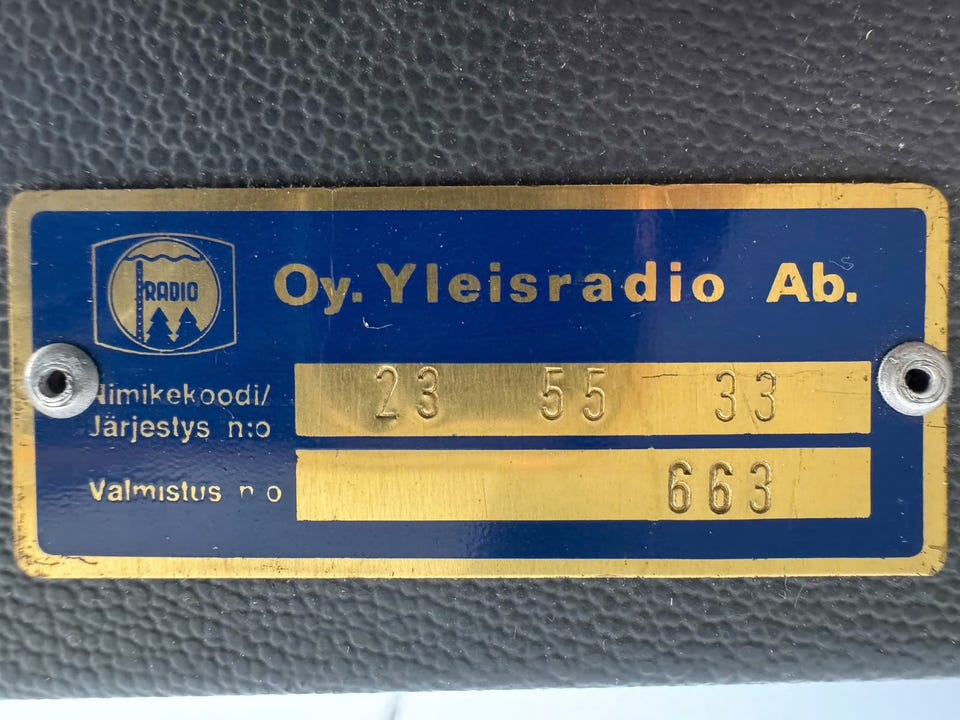 RADIO
Oy. Yleisradio Ab.
Nimikekoodi/
Järjestys n:o
23 55 33
Valmistus n:o
663